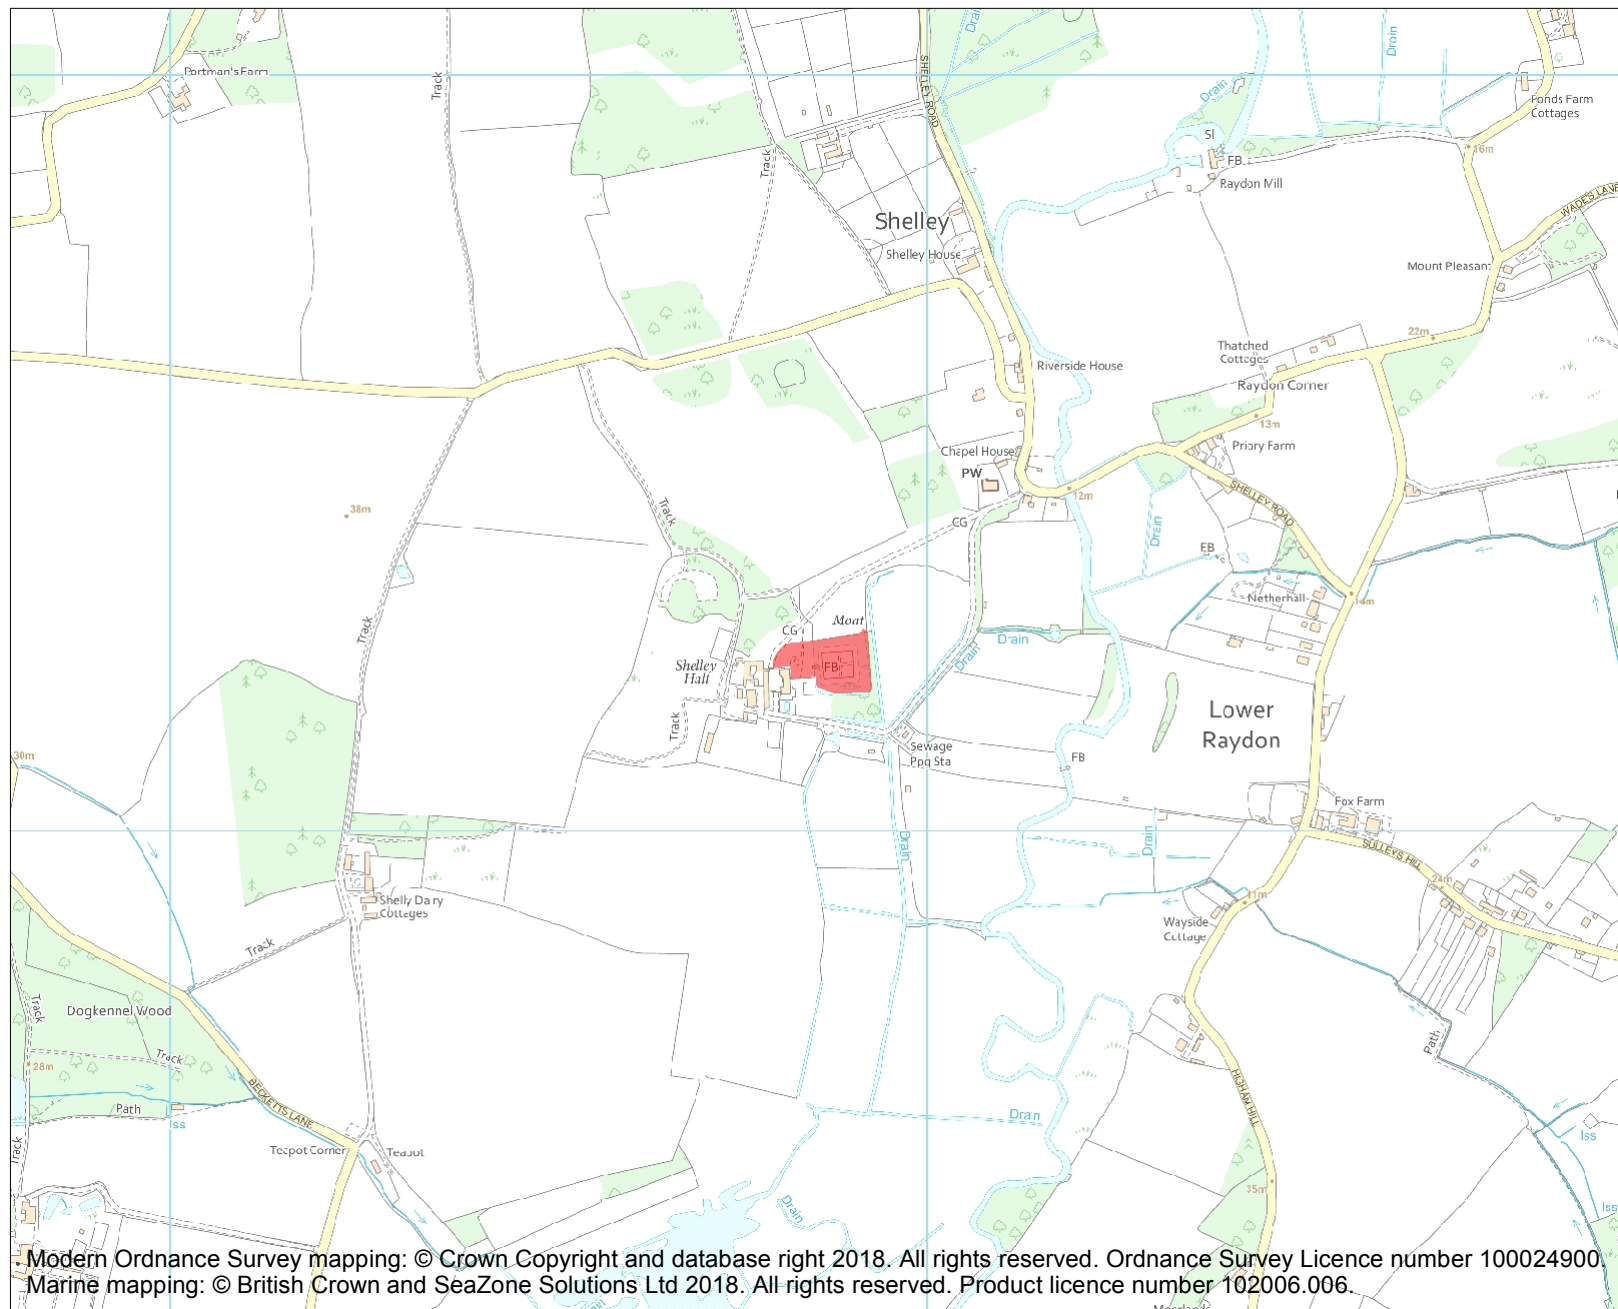 Drain
Drain
Portman's Farm
Track
SHELLEY ROAD
Drain
Ponds Farm
Cottages
Sl
16m
FB
Track
Raydon Mill
WADE'S LANE
Shelley
Shelley House
Mount Pleasant
22m
Thatched
Cottages
Riverside House
Raydon Corner
13m
Priory Farm
Chapel House
PW
SHELLEY ROAD
12m
38m
Track
CG
Drain
FB
Netherhall
14m
Moat
CG
Track
Drain
Drain
Shelley
Hall
FB
Lower
Raydon
Track
Sewage
Ppg Sta
FB
30m
Fox Farm
Drain
Drain
SULLEYS HILL
24m
Shelly Dairy
Cottages
11m
Wayside
Cottage
Track
Track
Dogkennel Wood
Path
Track
28m
HIGHAM HILL
BECKETTS LANE
Path
Iss
Drain
Iss
Track
Teapot Corner
Teapot
35m
Drain
Iss
Modern Ordnance Survey mapping: © Crown Copyright and database right 2018. All rights reserved. Ordnance Survey Licence number 100024900.
Marine mapping: © British Crown and SeaZone Solutions Ltd 2018. All rights reserved. Product licence number 102006.006.
Drain